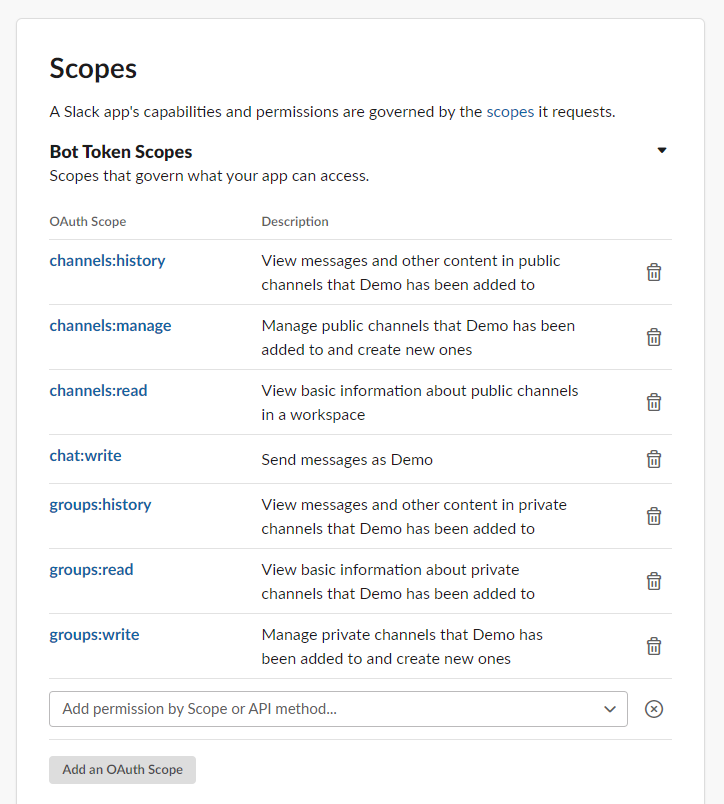 Scopes
A Slack app's capabilities and permissions are governed by the scopes it requests.
Bot Token Scopes
Scopes that govern what your app can access.
OAuth Scope Description
channels:history View messages and other content in public
channels that Demo has been added to
channels:manage Manage public channels that Demo has been
added to and create new ones
channels:read View basic information about public channels
in a workspace
chat:write Send messages as Demo
groups:history View messages and other content in private
channels that Demo has been added to
groups:read View basic information about private
channels that Demo has been added to
groups:write Manage private channels that Demo has
been added to and create new ones
Add permission by Scope or API method...
Add an OAuth Scope